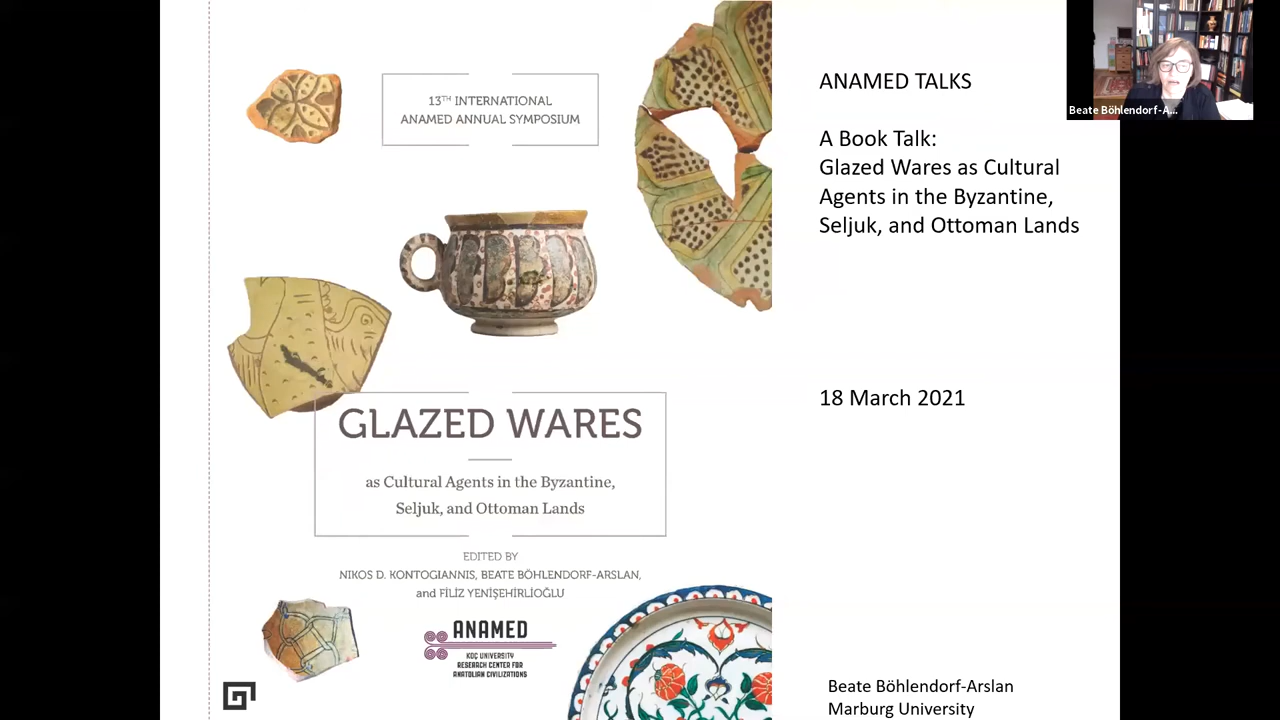 13TH INTERNATIONAL
ANAMED ANNUAL SYMPOSIUM
GLAZED WARES
as Cultural Agents in the Byzantine,
Seljuk, and Ottoman Lands
EDITED BY
NIKOS D. KONTOGIANNIS, BEATE BÖHLENDORF-ARSLAN,
and FİLİZ YENİŞEHİRLİOĞLU
ANAMED
KOÇ UNIVERSITY
RESEARCH CENTER FOR
ANATOLIAN CIVILIZATIONS
ANAMED TALKS
A Book Talk:
Glazed Wares as Cultural
Agents in the Byzantine,
Seljuk, and Ottoman Lands
18 March 2021
Beate Böhlendorf-Arslan
Marburg University
Beate Böhlendorf-A...